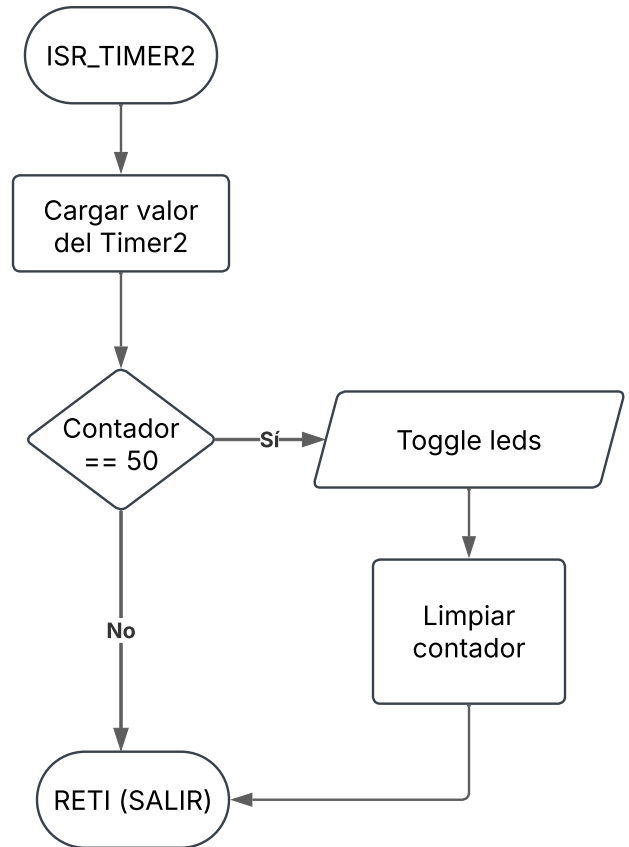 ISR_TIMER2
Cargar valor
del Timer2
Contador
== 50
Sí
Toggle leds
Limpiar
contador
No
RETI (SALIR)